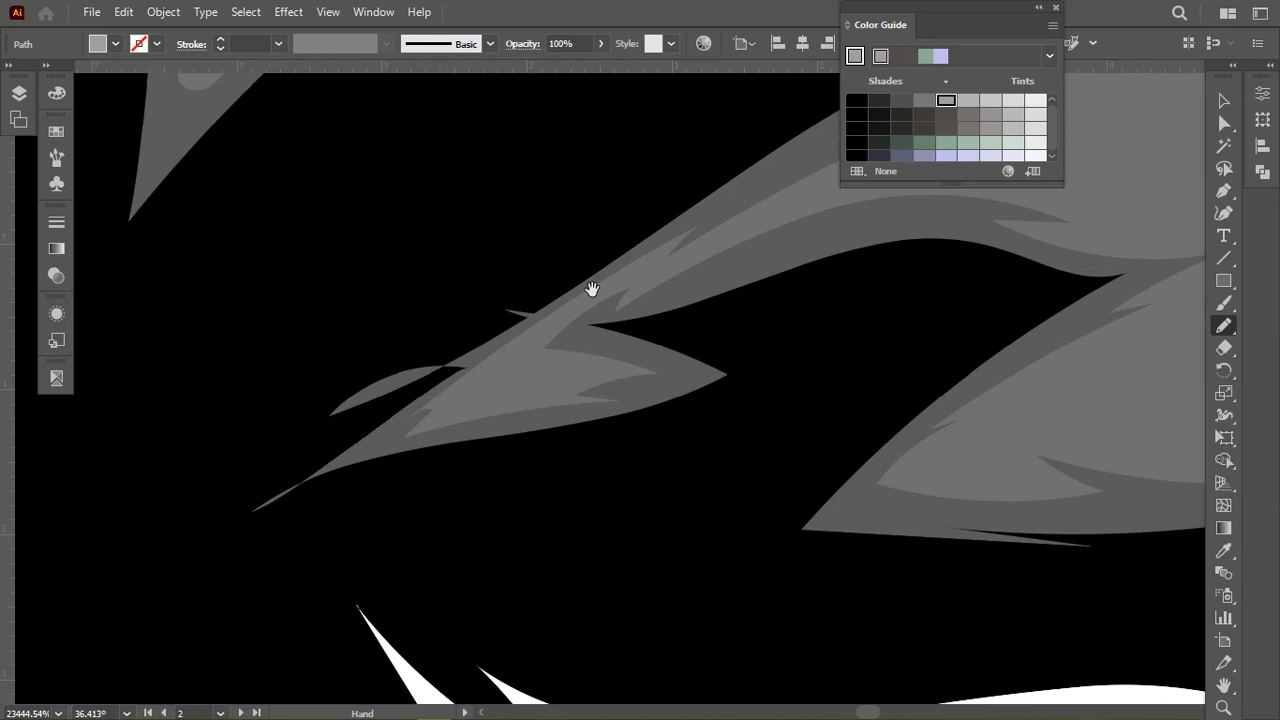 Ai File Edit Object Type Select Effect View Window Help
Color Guide
Path Stroke: Basic Opacity: 100% Style:
Shades Tints
None
23444.54% 36.413° 2 Hand